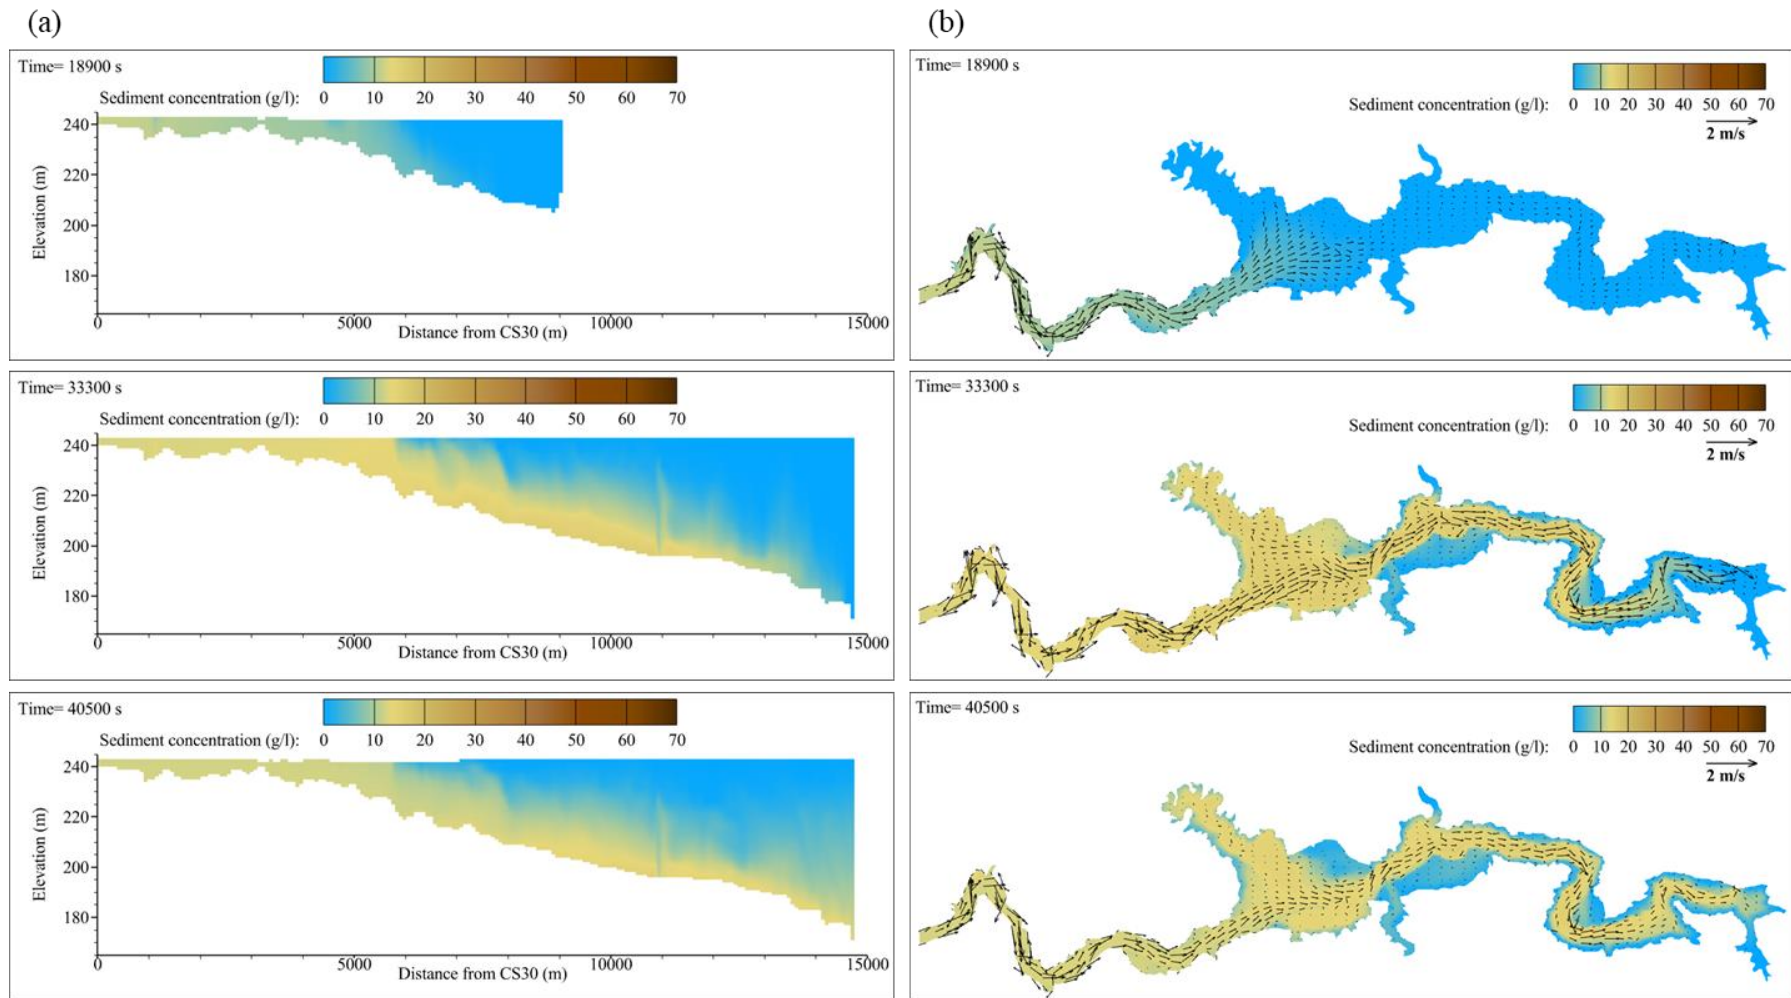 (a)
(b)
Time= 18900 s
Sediment concentration (g/l): 0 10 20 30 40 50 60 70
240
220
200
180
Elevation (m)
0 5000 10000 15000
Distance from CS30 (m)
Time= 18900 s
Sediment concentration (g/l): 0 10 20 30 40 50 60 70
2 m/s
Time= 33300 s
Sediment concentration (g/l): 0 10 20 30 40 50 60 70
240
220
200
180
Elevation (m)
0 5000 10000 15000
Distance from CS30 (m)
Time= 33300 s
Sediment concentration (g/l): 0 10 20 30 40 50 60 70
2 m/s
Time= 40500 s
Sediment concentration (g/l): 0 10 20 30 40 50 60 70
240
220
200
180
Elevation (m)
0 5000 10000 15000
Distance from CS30 (m)
Time= 40500 s
Sediment concentration (g/l): 0 10 20 30 40 50 60 70
2 m/s